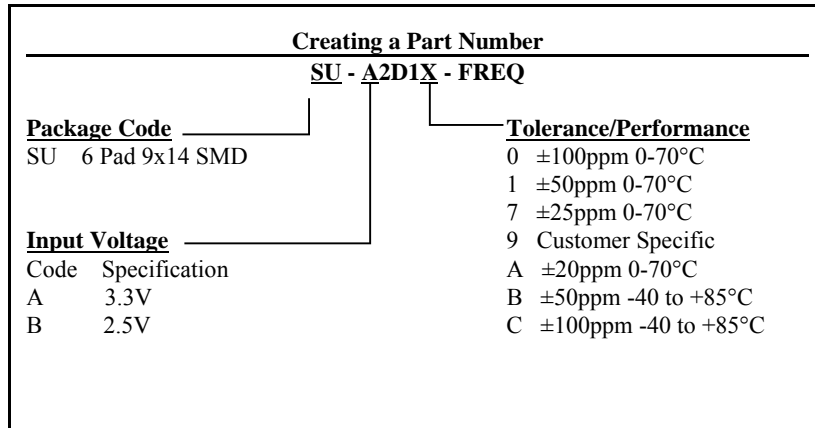 Creating a Part Number
SU - A2D1X - FREQ
Package Code
SU 6 Pad 9x14 SMD
Input Voltage
Code Specification
A 3.3V
B 2.5V
Tolerance/Performance
0 ±100ppm 0-70°C
1 ±50ppm 0-70°C
7 ±25ppm 0-70°C
9 Customer Specific
A ±20ppm 0-70°C
B ±50ppm -40 to +85°C
C ±100ppm -40 to +85°C